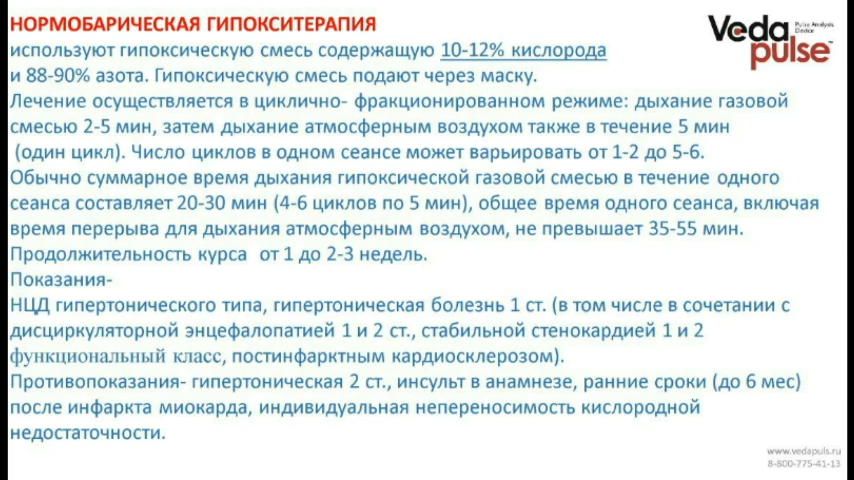 НОРМОБАРИЧЕСКАЯ ГИПОКСИТЕРАПИЯ
Veda Pulse Analysis Device
pulse™
используют гипоксическую смесь содержащую 10-12% кислорода
и 88-90% азота. Гипоксическую смесь подают через маску.
Лечение осуществляется в циклично- фракционированном режиме: дыхание газовой
смесью 2-5 мин, затем дыхание атмосферным воздухом также в течение 5 мин
(один цикл). Число циклов в одном сеансе может варьировать от 1-2 до 5-6.
Обычно суммарное время дыхания гипоксической газовой смесью в течение одного
сеанса составляет 20-30 мин (4-6 циклов по 5 мин), общее время одного сеанса, включая
время перерыва для дыхания атмосферным воздухом, не превышает 35-55 мин.
Продолжительность курса от 1 до 2-3 недель.
Показания-
НЦД гипертонического типа, гипертоническая болезнь 1 ст. (в том числе в сочетании с
дисциркуляторной энцефалопатией 1 и 2 ст., стабильной стенокардией 1 и 2
функциональный класс, постинфарктным кардиосклерозом).
Противопоказания- гипертоническая 2 ст., инсульт в анамнезе, ранние сроки (до 6 мес)
после инфаркта миокарда, индивидуальная непереносимость кислородной
недостаточности.
www.vedapuls.ru
8-800-775-41-13